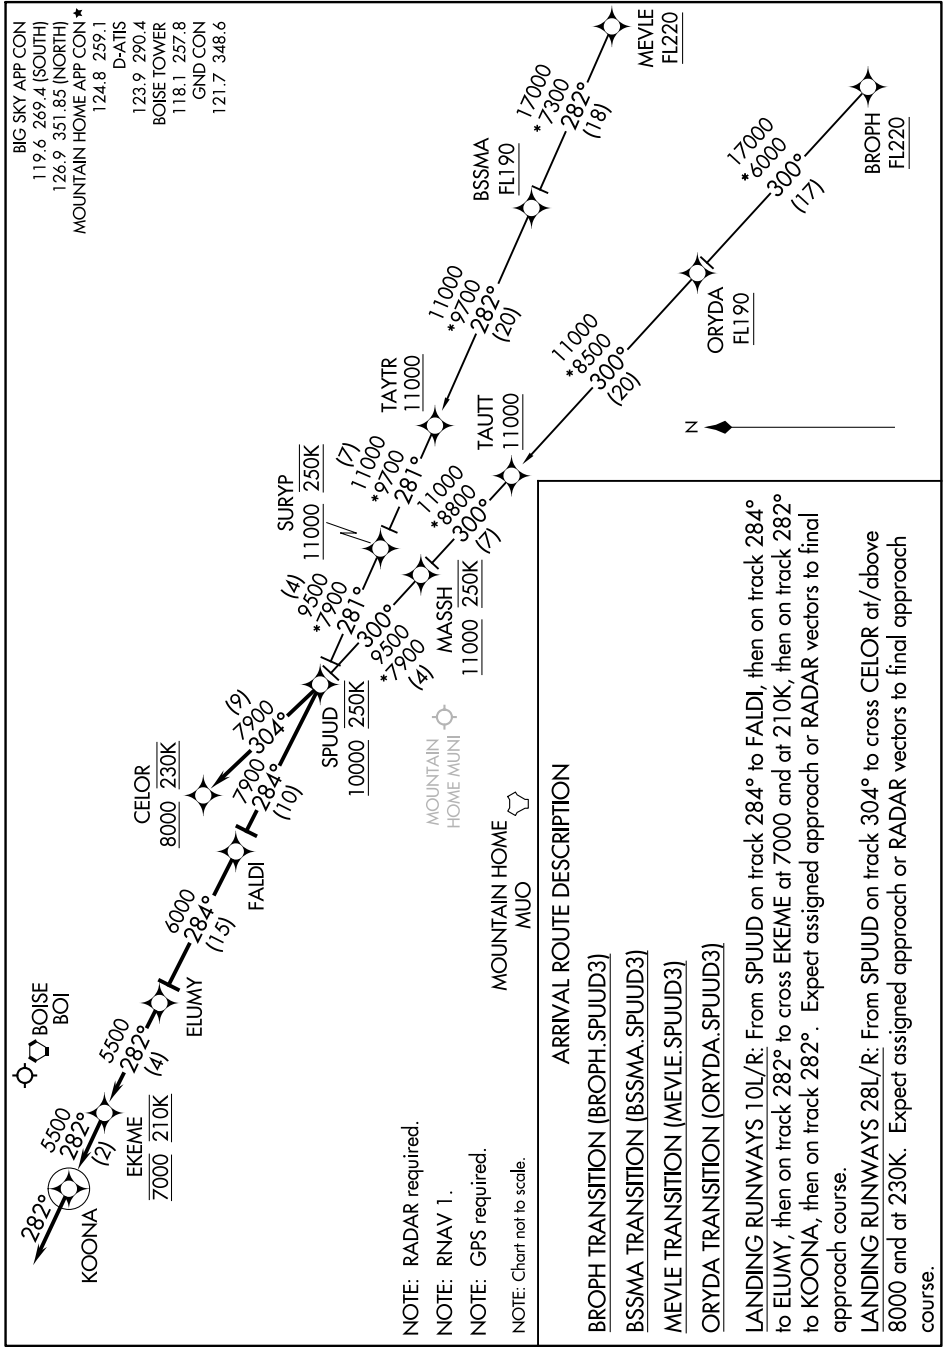 BIG SKY APP CON
119.6 269.4 (SOUTH)
126.9 351.85 (NORTH)
MOUNTAIN HOME APP CON ★
124.8 259.1
D-ATIS
123.9 290.4
BOISE TOWER
118.1 257.8
GND CON
121.7 348.6
MEVLE
FL220
17000
*7300
282°
(18)
BSSMA
FL190
11000
*9700
282°
(20)
TAYTR
11000
(7)
11000
*9700
281°
SURYP
11000 250K
(4)
9500
*7900
281°
BROPH
FL220
17000
*6000
300°
(17)
ORYDA
FL190
11000
*8500
300°
(20)
TAUTT
11000
11000
*8800
300°
(7)
MASSH
11000 250K
300°
9500
*7900
(4)
SPUUD
10000 250K
(9)
7900
304°
CELOR
8000 230K
7900
284°
(10)
FALDI
6000
284°
(15)
ELUMY
5500
282°
(4)
EKEME
7000 210K
5500
282°
(2)
KOONA
282°
BOISE
BOI
MOUNTAIN
HOME MUNI
MOUNTAIN HOME
MUO
N
NOTE: RADAR required.
NOTE: RNAV 1.
NOTE: GPS required.
NOTE: Chart not to scale.
ARRIVAL ROUTE DESCRIPTION
BROPH TRANSITION (BROPH.SPUUD3)
BSSMA TRANSITION (BSSMA.SPUUD3)
MEVLE TRANSITION (MEVLE.SPUUD3)
ORYDA TRANSITION (ORYDA.SPUUD3)
LANDING RUNWAYS 10L/R: From SPUUD on track 284° to FALDI, then on track 284°
to ELUMY, then on track 282° to cross EKEME at 7000 and at 210K, then on track 282°
to KOONA, then on track 282°. Expect assigned approach or RADAR vectors to final
approach course.
LANDING RUNWAYS 28L/R: From SPUUD on track 304° to cross CELOR at/above
8000 and at 230K. Expect assigned approach or RADAR vectors to final approach
course.